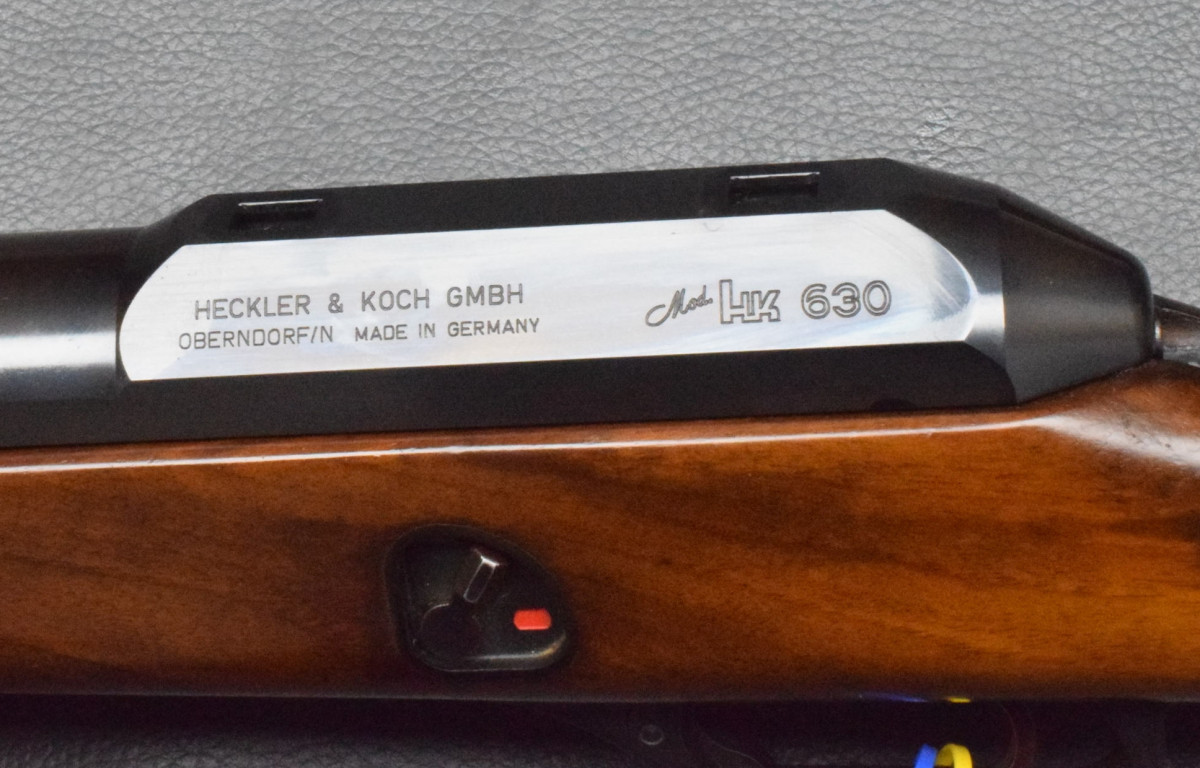 HECKLER & KOCH GMBH
OBERNDORF/N MADE IN GERMANY
Mod. HK 630